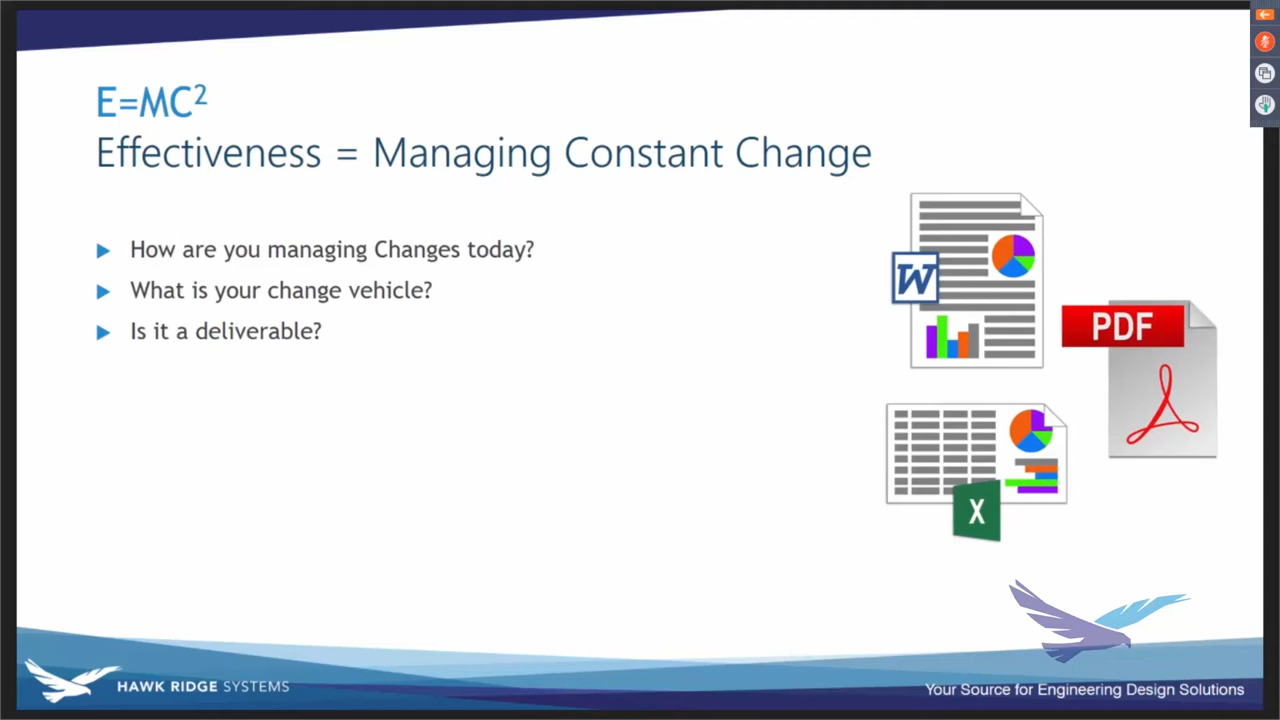 E=MC²
Effectiveness = Managing Constant Change
How are you managing Changes today?
What is your change vehicle?
Is it a deliverable?
W
PDF
X
HAWK RIDGE SYSTEMS
Your Source for Engineering Design Solutions